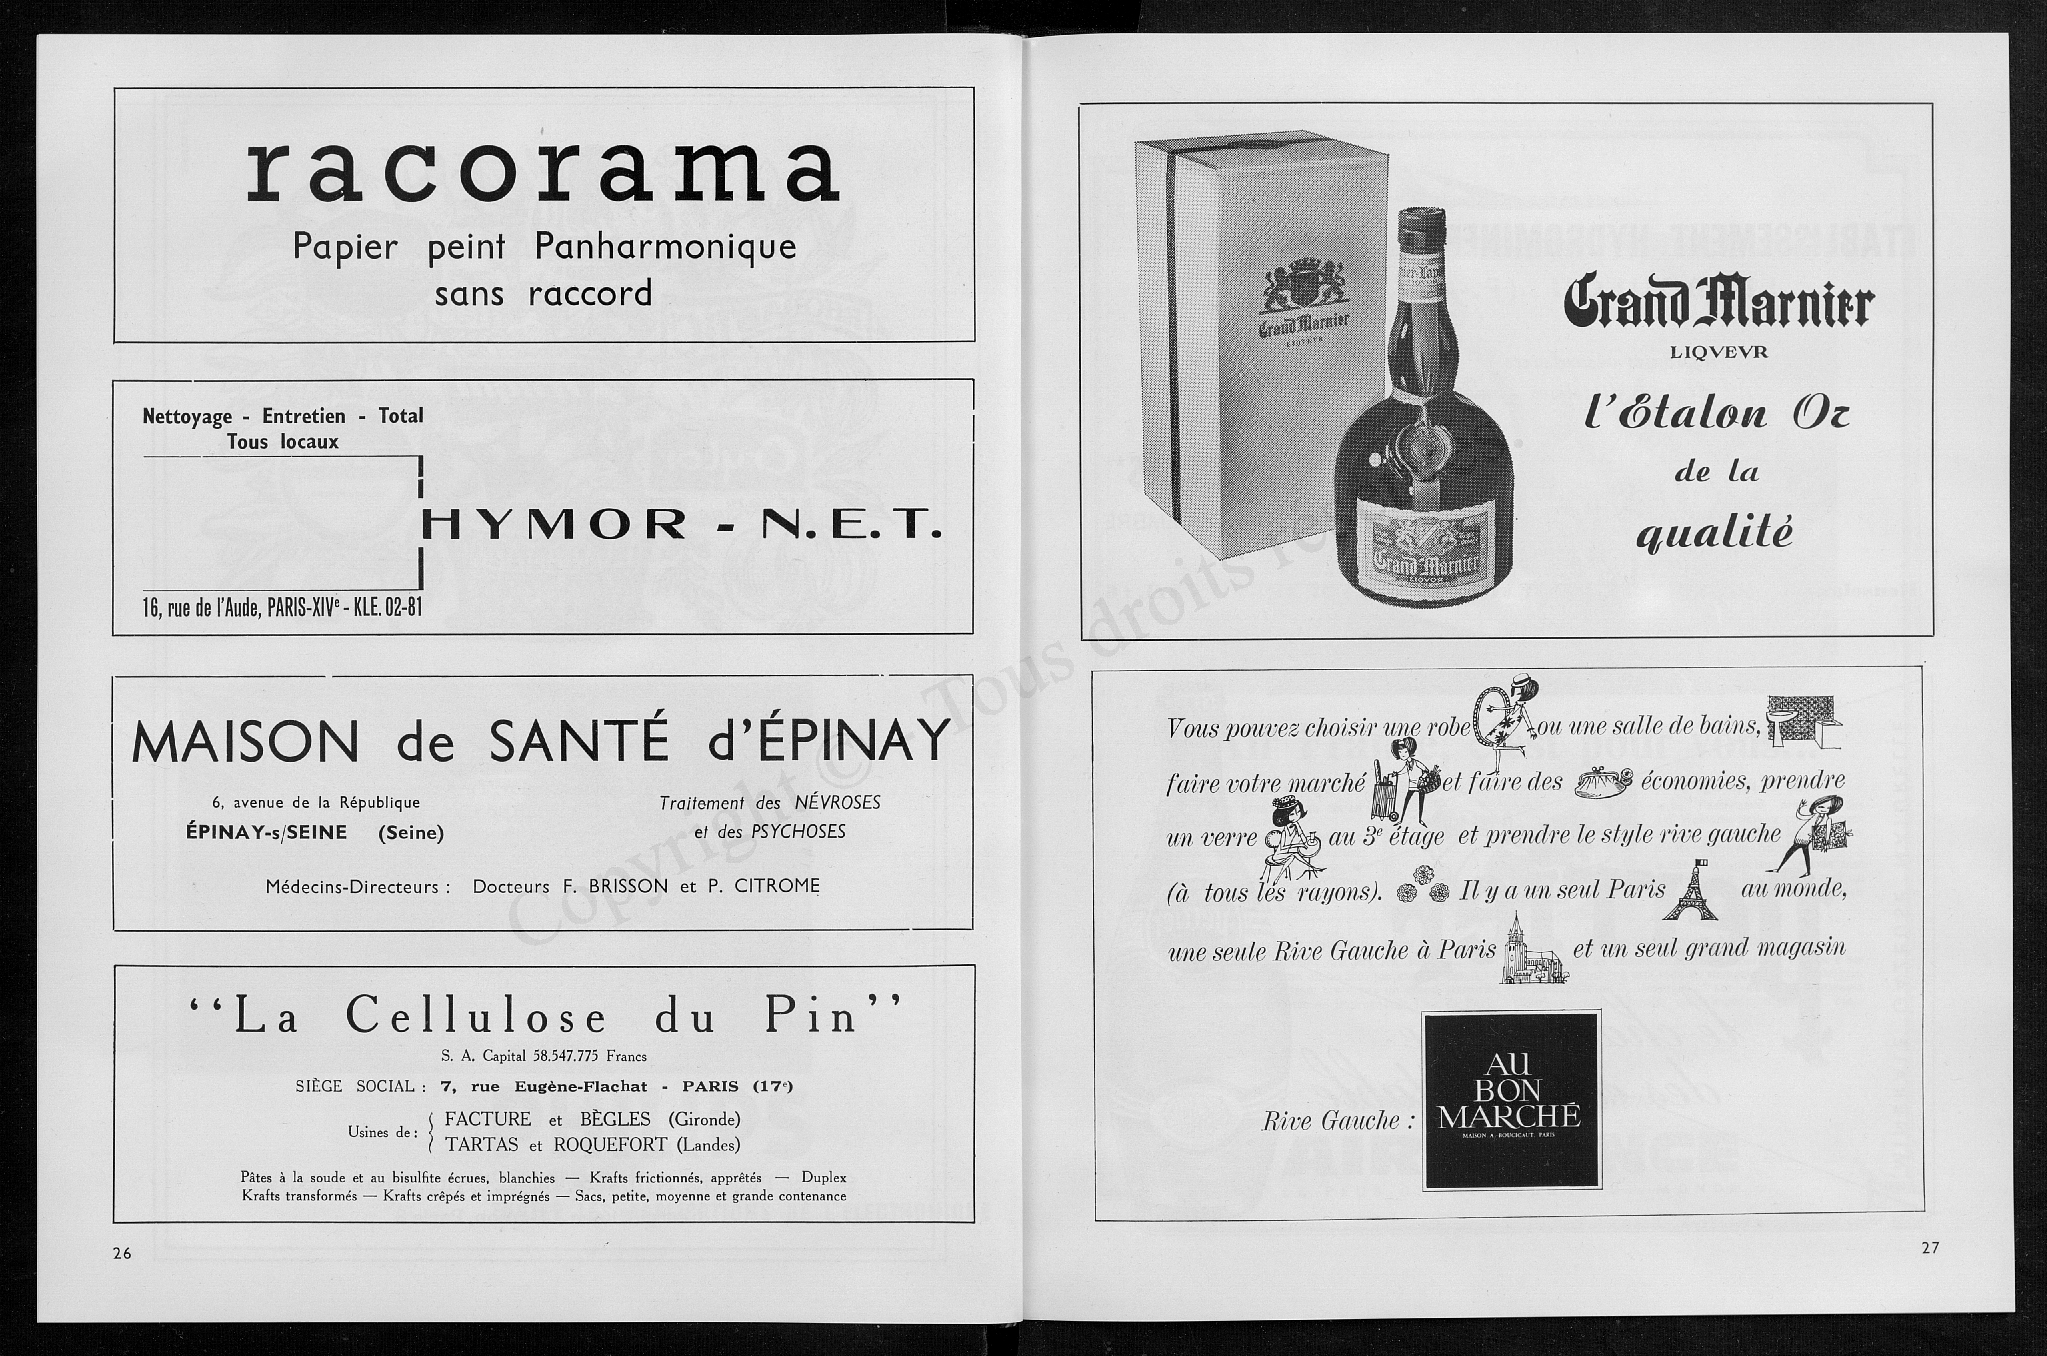 racorama
Papier peint Panharmonique
sans raccord
Nettoyage - Entretien - Total
Tous locaux
HYMOR - N.E.T.
16, rue de l'Aude, PARIS-XIVe - KLE. 02-81
MAISON de SANTÉ d'ÉPINAY
6, avenue de la République
ÉPINAY-s/SEINE (Seine)
Traitement des NÉVROSES
et des PSYCHOSES
Médecins-Directeurs : Docteurs F. BRISSON et P. CITROME
‘‘La Cellulose du Pin’’
S. A. Capital 58.547.775 Francs
SIÈGE SOCIAL : 7, rue Eugène-Flachat - PARIS (17e)
Usines de : { FACTURE et BÈGLES (Gironde)
TARTAS et ROQUEFORT (Landes)
Pâtes à la soude et au bisulfite écrues, blanchies — Krafts frictionnés, apprêtés — Duplex
Krafts transformés — Krafts crêpés et imprégnés — Sacs, petite, moyenne et grande contenance
26
Grand Marnier
LIQVEVR
Grand Marnier
Grand Marnier
LIQVEVR
l'Etalon Or
de la
qualité
Vous pouvez choisir une robe ou une salle de bains,
faire votre marché et faire des économies, prendre
un verre au 3e étage et prendre le style rive gauche
(à tous les rayons). Il y a un seul Paris au monde,
une seule Rive Gauche à Paris et un seul grand magasin
Rive Gauche :
AU
BON
MARCHÉ
MAISON A. BOUCICAUT PARIS
27
Copyright © - Tous droits